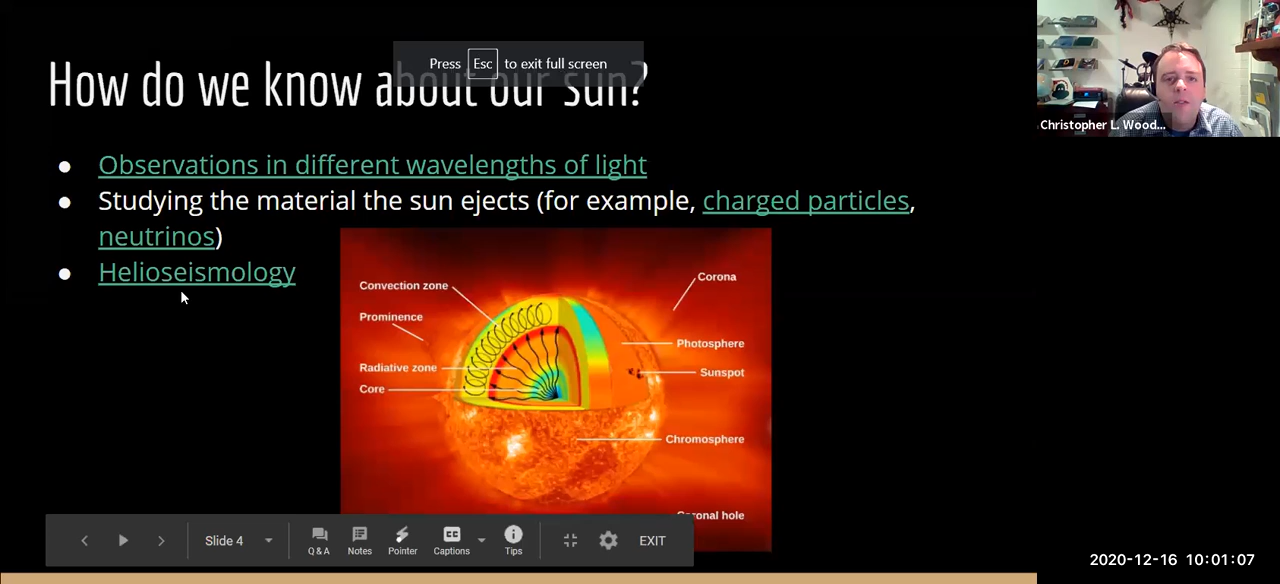 Press Esc to exit full screen
How do we know about our sun?
Christopher L. Wood...
● Observations in different wavelengths of light
● Studying the material the sun ejects (for example, charged particles,
neutrinos)
● Helioseismology
Convection zone
Prominence
Radiative zone
Core
Corona
Photosphere
Sunspot
Chromosphere
Coronal hole
Slide 4
Q & A
Notes
Pointer
CC
Captions
Tips
EXIT
2020-12-16 10:01:07